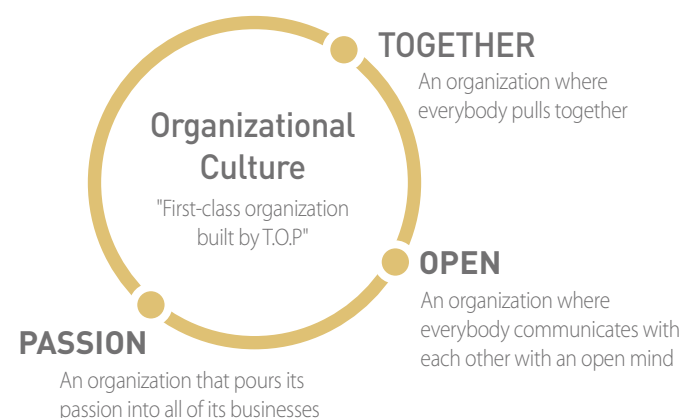 TOGETHER
An organization where
everybody pulls together
Organizational
Culture
"First-class organization
built by T.O.P"
OPEN
An organization where
everybody communicates with
each other with an open mind
PASSION
An organization that pours its
passion into all of its businesses